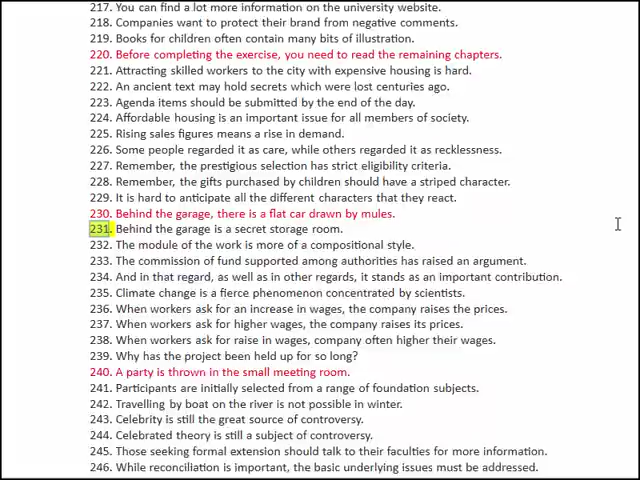 217. You can find a lot more information on the university website.
218. Companies want to protect their brand from negative comments.
219. Books for children often contain many bits of illustration.
220. Before completing the exercise, you need to read the remaining chapters.
221. Attracting skilled workers to the city with expensive housing is hard.
222. An ancient text may hold secrets which were lost centuries ago.
223. Agenda items should be submitted by the end of the day.
224. Affordable housing is an important issue for all members of society.
225. Rising sales figures means a rise in demand.
226. Some people regarded it as care, while others regarded it as recklessness.
227. Remember, the prestigious selection has strict eligibility criteria.
228. Remember, the gifts purchased by children should have a striped character.
229. It is hard to anticipate all the different characters that they react.
230. Behind the garage, there is a flat car drawn by mules.
231. Behind the garage is a secret storage room.
232. The module of the work is more of a compositional style.
233. The commission of fund supported among authorities has raised an argument.
234. And in that regard, as well as in other regards, it stands as an important contribution.
235. Climate change is a fierce phenomenon concentrated by scientists.
236. When workers ask for an increase in wages, the company raises the prices.
237. When workers ask for higher wages, the company raises its prices.
238. When workers ask for raise in wages, company often higher their wages.
239. Why has the project been held up for so long?
240. A party is thrown in the small meeting room.
241. Participants are initially selected from a range of foundation subjects.
242. Travelling by boat on the river is not possible in winter.
243. Celebrity is still the great source of controversy.
244. Celebrated theory is still a subject of controversy.
245. Those seeking formal extension should talk to their faculties for more information.
246. While reconciliation is important, the basic underlying issues must be addressed.